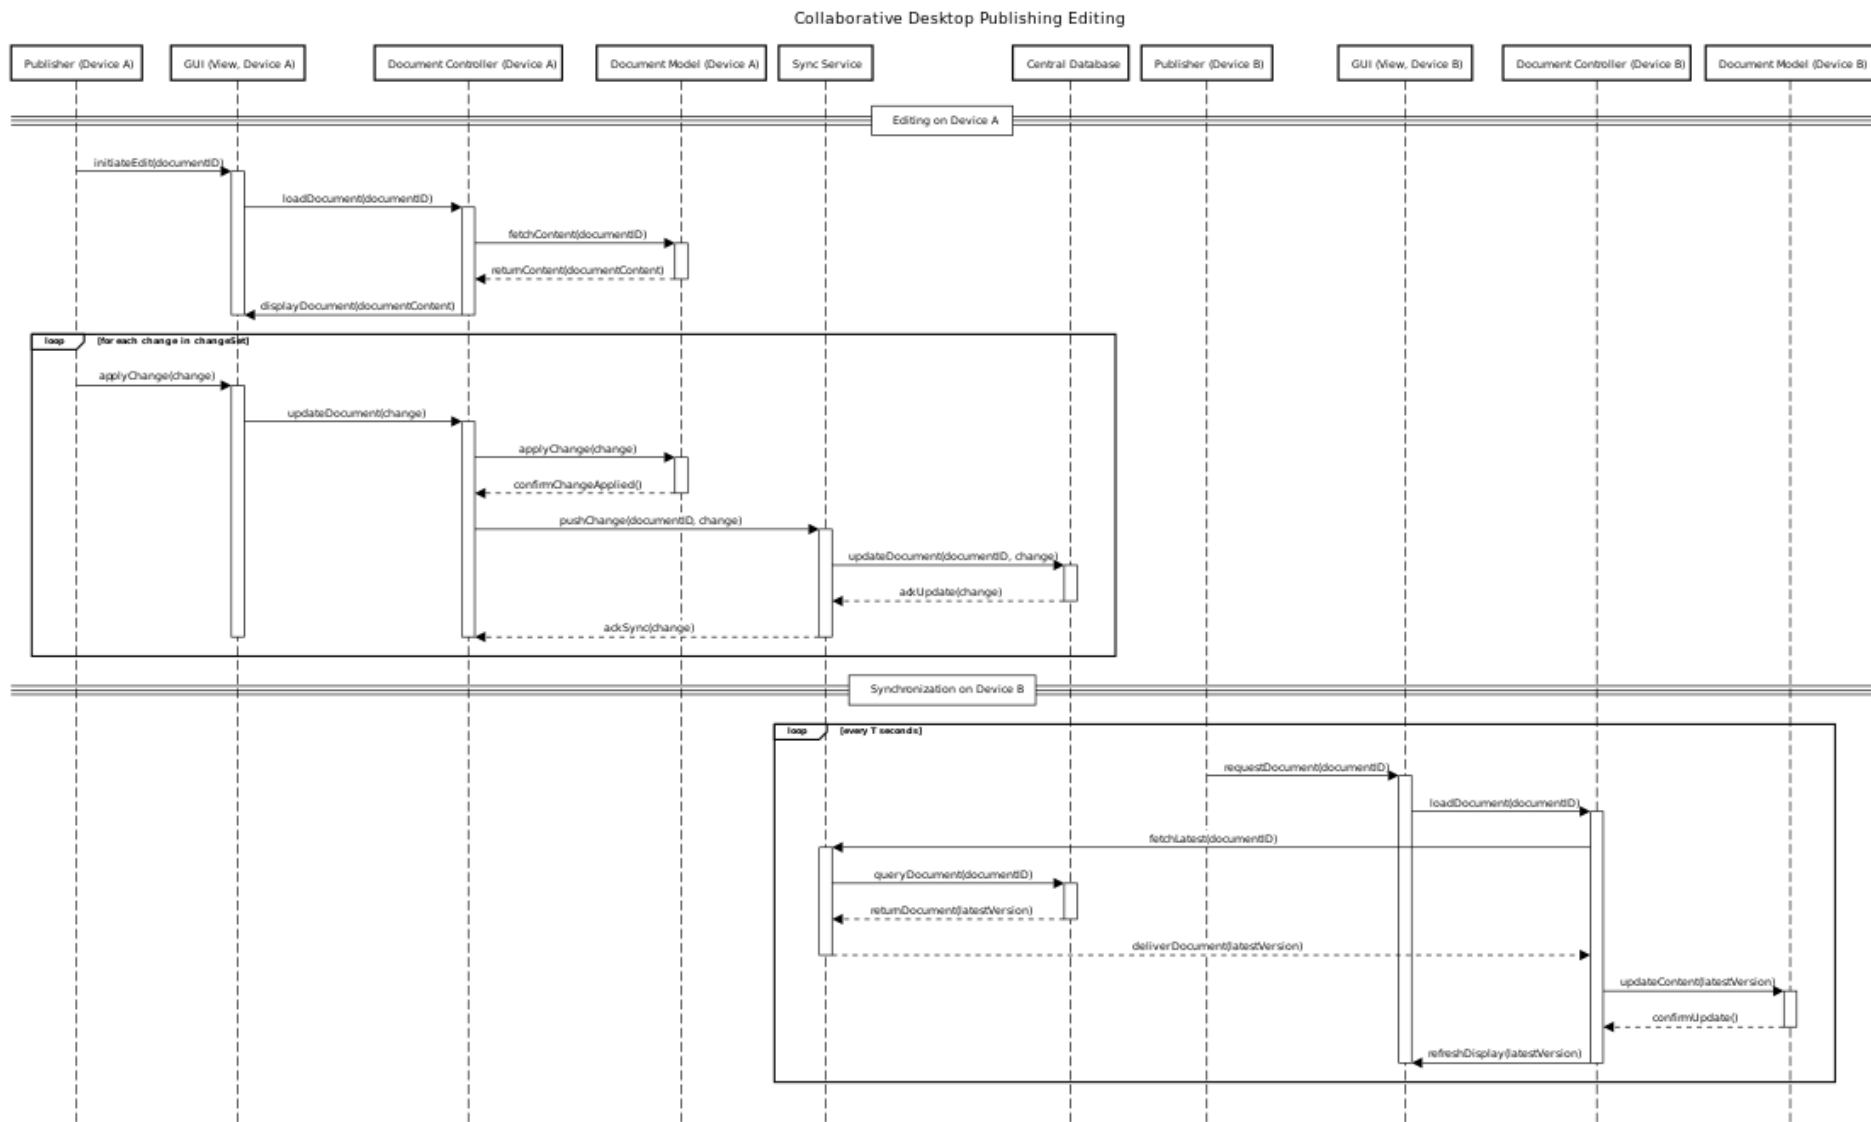 Collaborative Desktop Publishing Editing
Publisher (Device A)
GUI (View, Device A)
Document Controller (Device A)
Document Model (Device A)
Sync Service
Central Database
Publisher (Device B)
GUI (View, Device B)
Document Controller (Device B)
Document Model (Device B)
Editing on Device A
initiateEdit(documentID)
loadDocument(documentID)
fetchContent(documentID)
returnContent(documentContent)
displayDocument(documentContent)
loop
[for each change in changeSet]
applyChange(change)
updateDocument(change)
applyChange(change)
confirmChangeApplied()
pushChange(documentID, change)
updateDocument(documentID, change)
ackUpdate(change)
ackSync(change)
Synchronization on Device B
loop
[every T seconds]
requestDocument(documentID)
loadDocument(documentID)
fetchLatest(documentID)
queryDocument(documentID)
returnDocument(latestVersion)
deliverDocument(latestVersion)
updateContent(latestVersion)
confirmUpdate()
refreshDisplay(latestVersion)